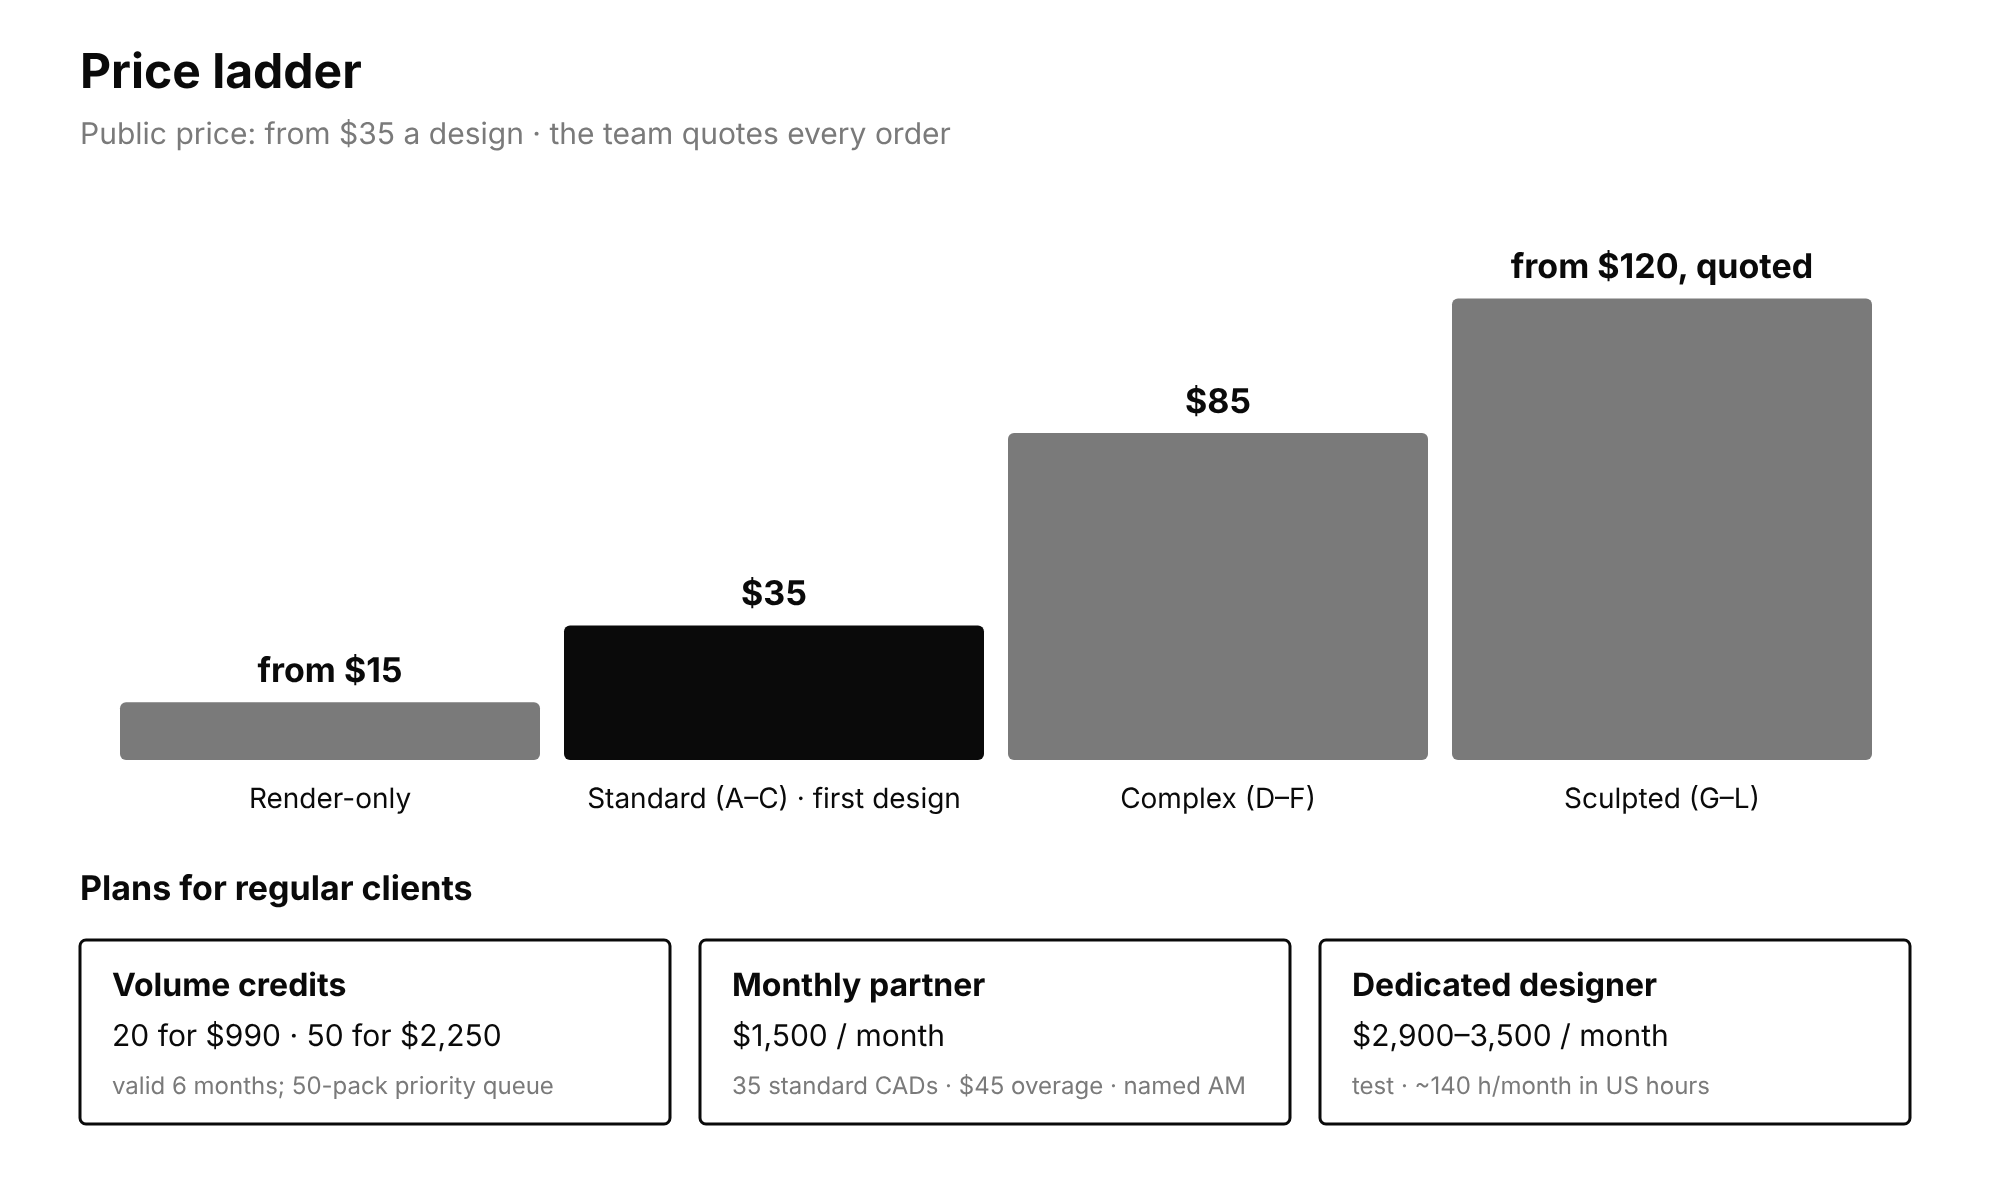 Price ladder
Public price: from $35 a design · the team quotes every order
from $120, quoted
$85
$35
from $15
Render-only
Standard (A–C) · first design
Complex (D–F)
Sculpted (G–L)
Plans for regular clients
Volume credits
20 for $990 · 50 for $2,250
valid 6 months; 50-pack priority queue
Monthly partner
$1,500 / month
35 standard CADs · $45 overage · named AM
Dedicated designer
$2,900–3,500 / month
test · ~140 h/month in US hours